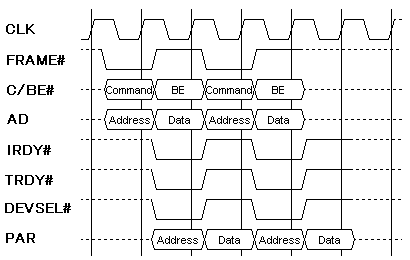 CLK
FRAME#
C/BE# Command BE Command BE
AD Address Data Address Data
IRDY#
TRDY#
DEVSEL#
PAR Address Data Address Data